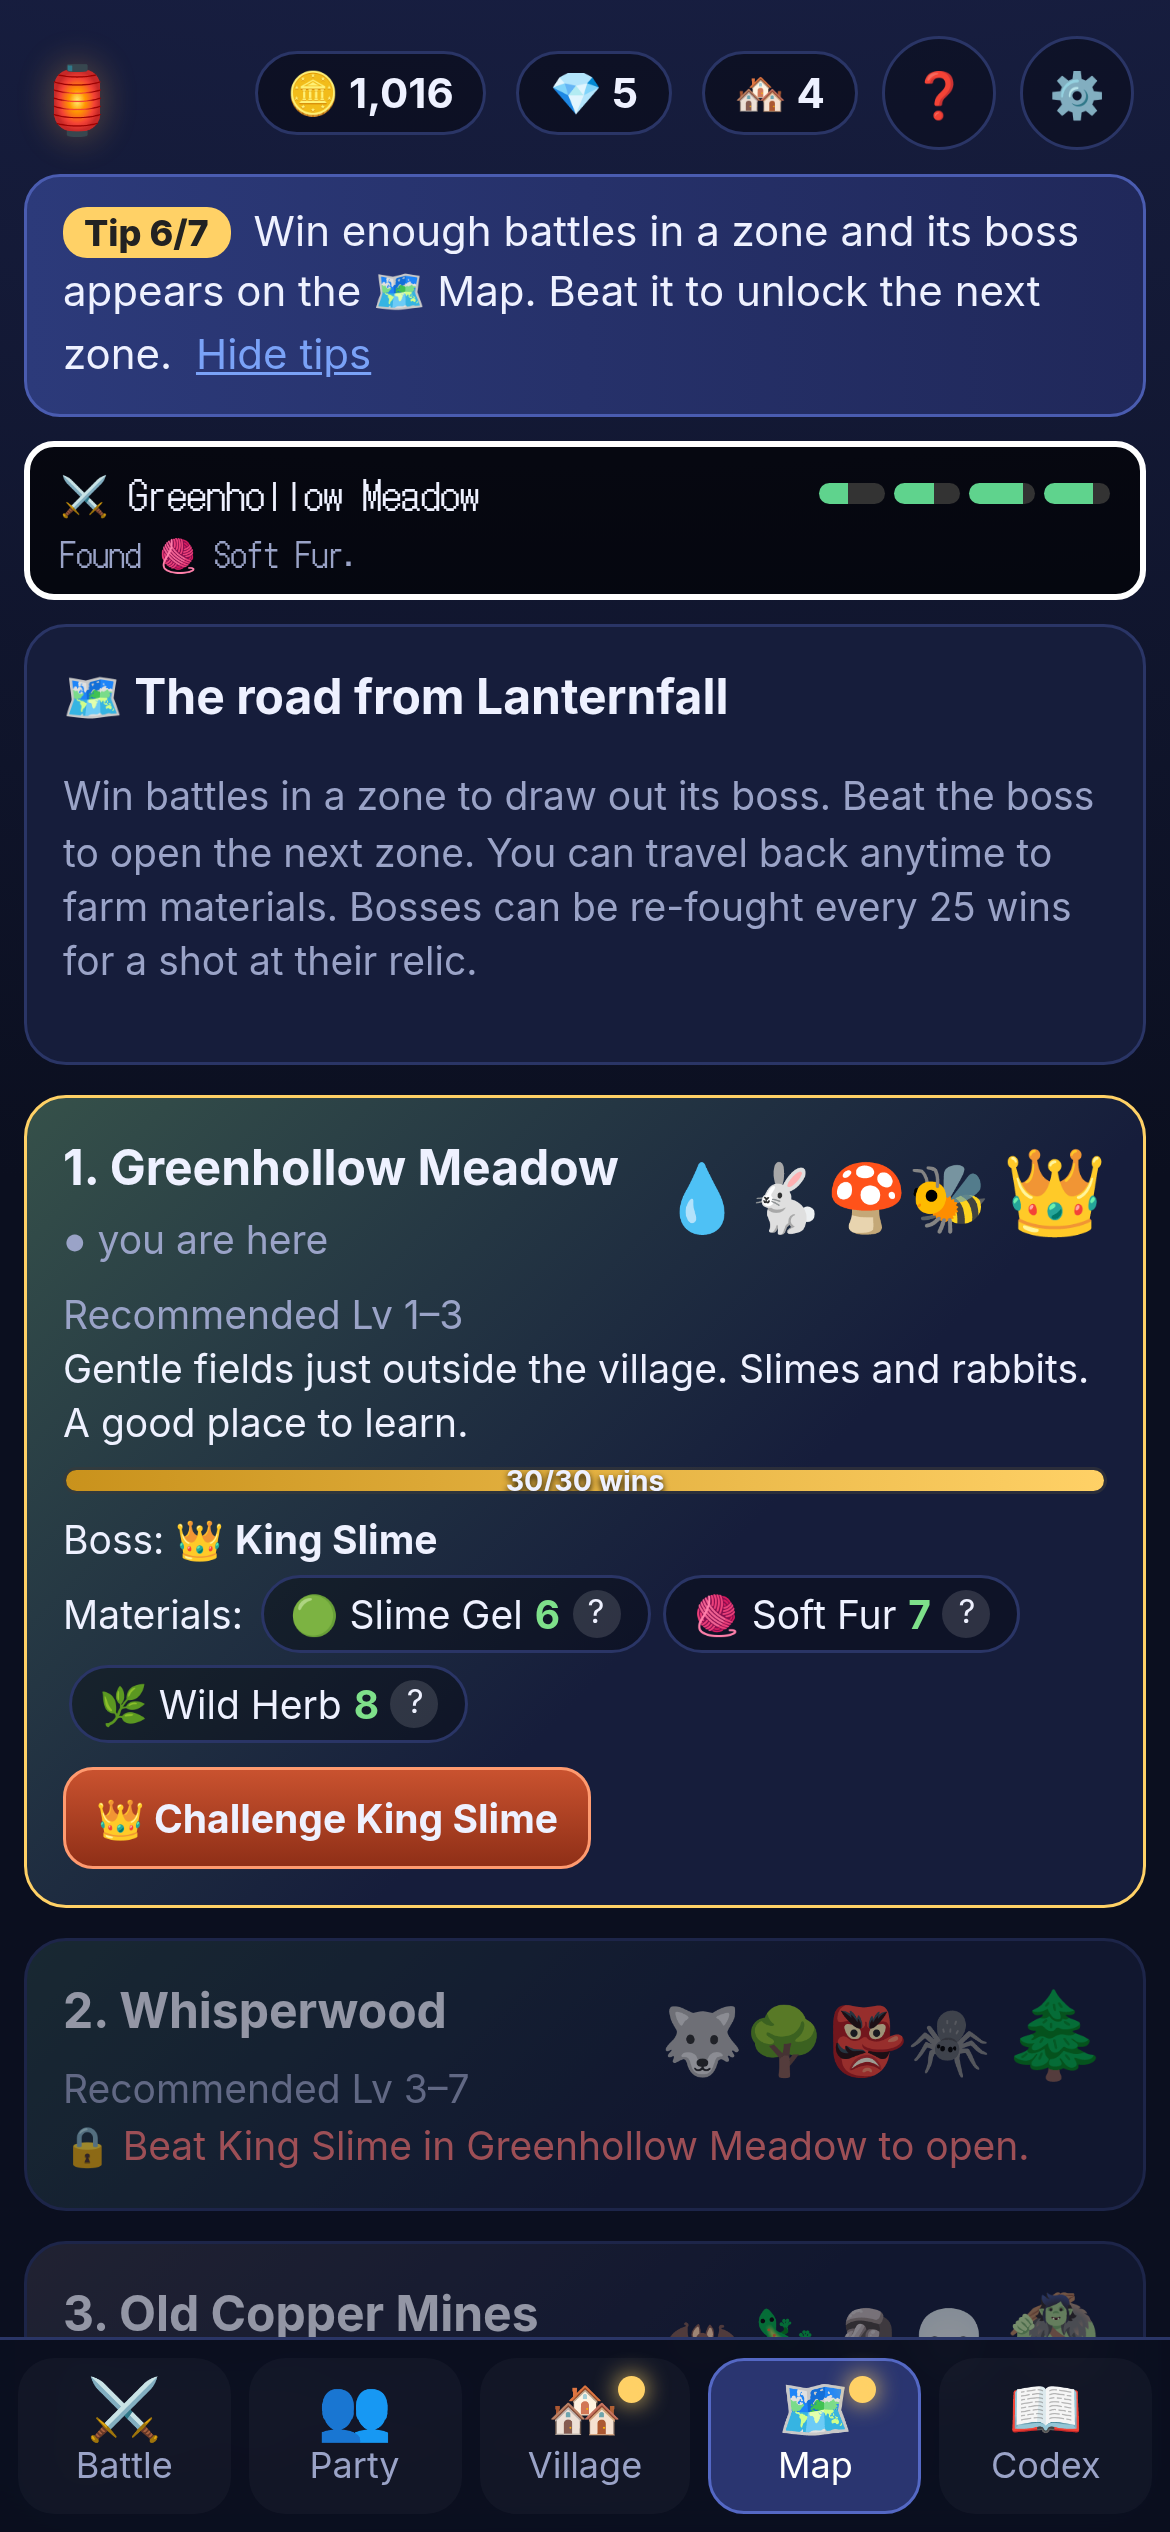 1,016 5 4
Tip 6/7 Win enough battles in a zone and its boss
appears on the Map. Beat it to unlock the next
zone. Hide tips
Greenhollow Meadow
Found Soft Fur.
The road from Lanternfall
Win battles in a zone to draw out its boss. Beat the boss
to open the next zone. You can travel back anytime to
farm materials. Bosses can be re-fought every 25 wins
for a shot at their relic.
1. Greenhollow Meadow
● you are here
Recommended Lv 1–3
Gentle fields just outside the village. Slimes and rabbits.
A good place to learn.
30/30 wins
Boss: King Slime
Materials: Slime Gel 6 ? Soft Fur 7 ?
Wild Herb 8 ?
Challenge King Slime
2. Whisperwood
Recommended Lv 3–7
Beat King Slime in Greenhollow Meadow to open.
3. Old Copper Mines
Battle Party Village Map Codex